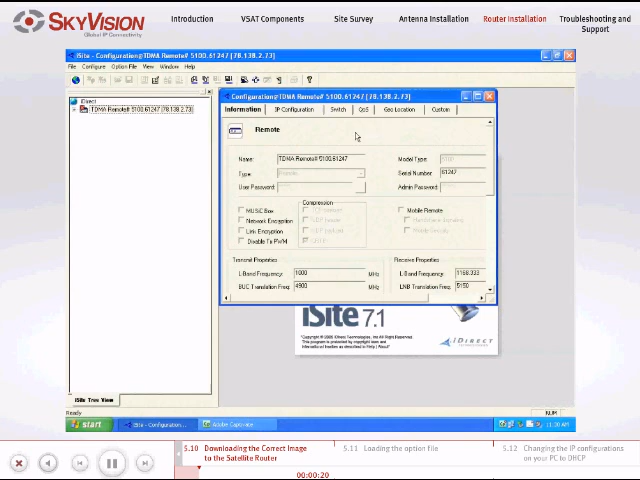 SKYVISION
Global IP Connectivity
Introduction
VSAT Components
Site Survey
Antenna Installation
Router Installation
Troubleshooting and
Support
iSite - Configuration@TDMA Remote# 5100.61247 [78.138.2.73]
File Configure Option File View Window Help
iDirect
TDMA Remote# 5100.61247 [78.138.2.73]
Configuration@TDMA Remote# 5100.61247 [78.138.2.73]
Information
IP Configuration
Switch
QoS
Geo Location
Custom
Remote
Name: TDMA Remote# 5100.61247
Model Type: 5100
Type: Remote
Serial Number: 61247
User Password:
Admin Password:
Compression
MUSiC Box
Network Encryption
Link Encryption
Disable Tx PWM
Mobile Remote
Transmit Properties
Receive Properties
L-Band Frequency: 1000 MHz
L-Band Frequency: 1168.333
BUC Translation Freq: 4900 MHz
LNB Translation Freq: 5150
iSite 7.1
iDIRECT
iSite Tree View
Ready
NUM
start
iSite - Configuration...
Adobe Captivate
11:30 AM
5.10 Downloading the Correct Image
to the Satellite Router
5.11 Loading the option file
5.12 Changing the IP configurations
on your PC to DHCP
00:00:20